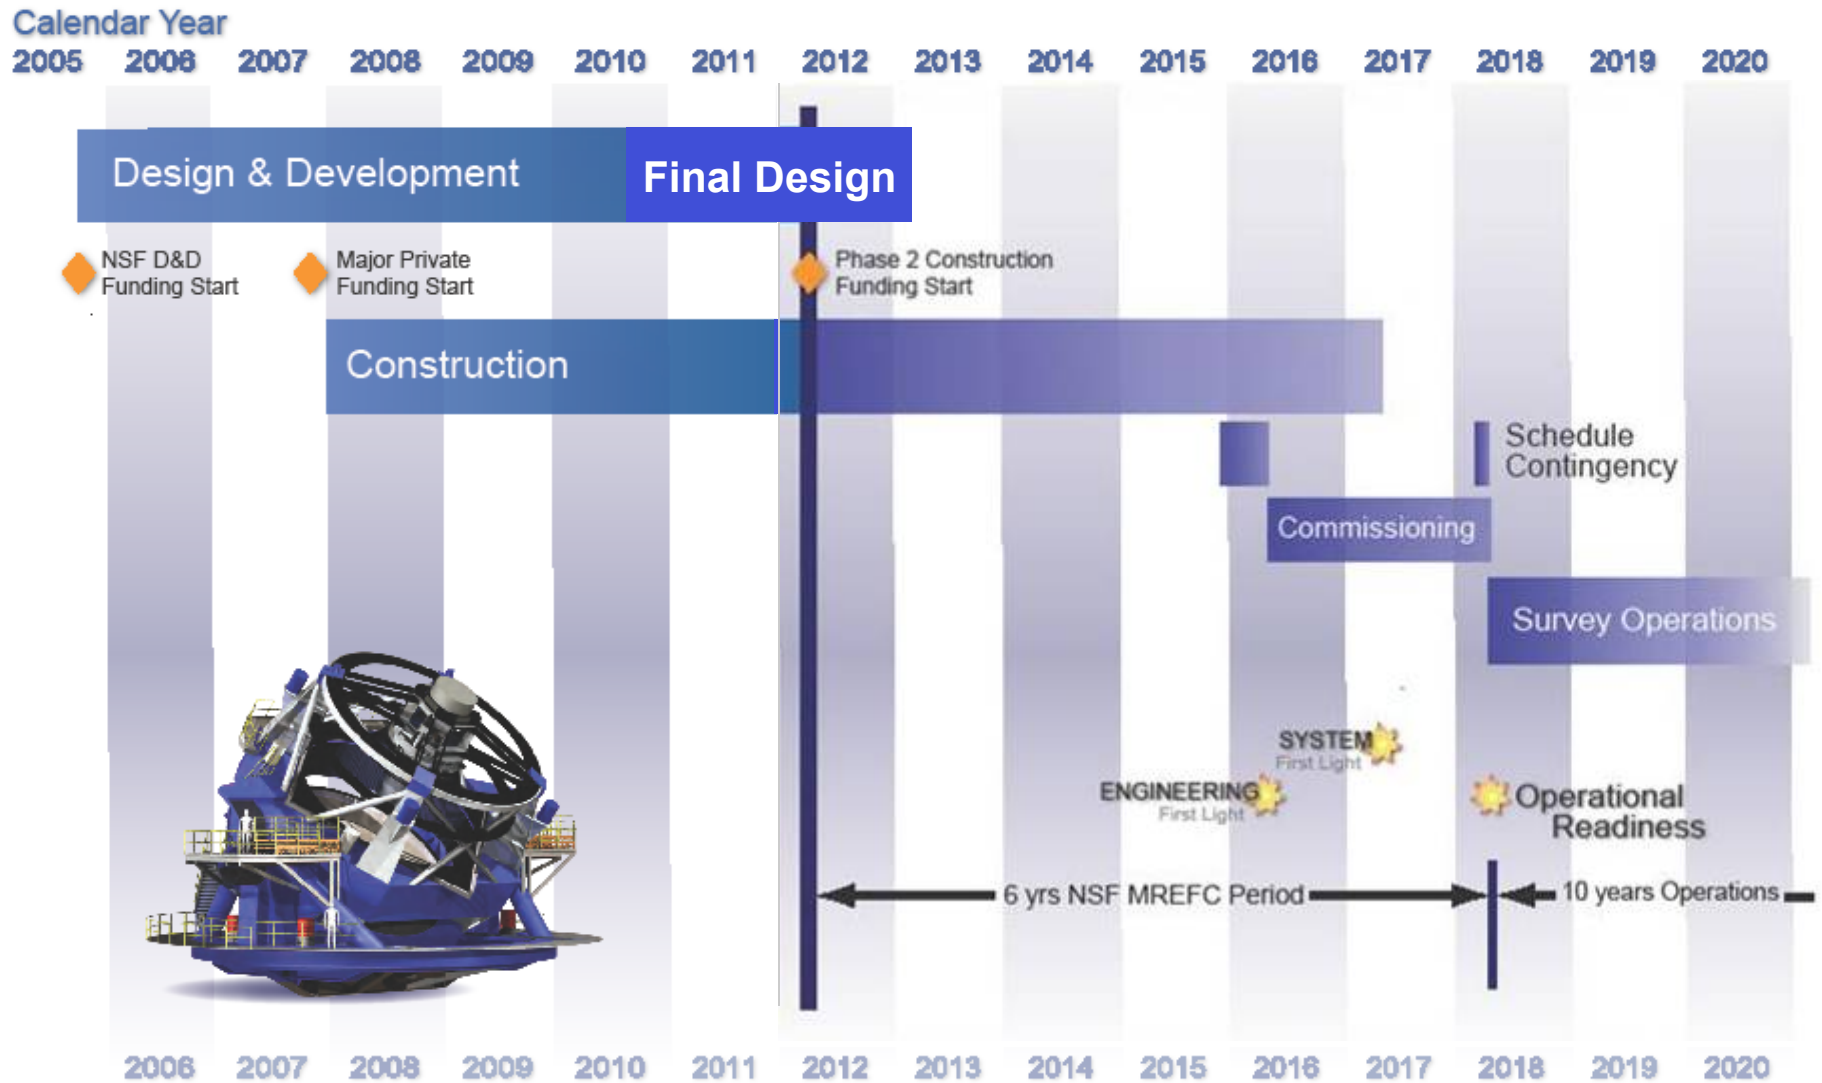 Calendar Year
2005 2006 2007 2008 2009 2010 2011 2012 2013 2014 2015 2016 2017 2018 2019 2020
Design & Development
Final Design
NSF D&D
Funding Start
Major Private
Funding Start
Phase 2 Construction
Funding Start
Construction
Schedule
Contingency
Commissioning
Survey Operations
SYSTEM
First Light
ENGINEERING
First Light
Operational
Readiness
6 yrs NSF MREFC Period
10 years Operations
2006 2007 2008 2009 2010 2011 2012 2013 2014 2015 2016 2017 2018 2019 2020